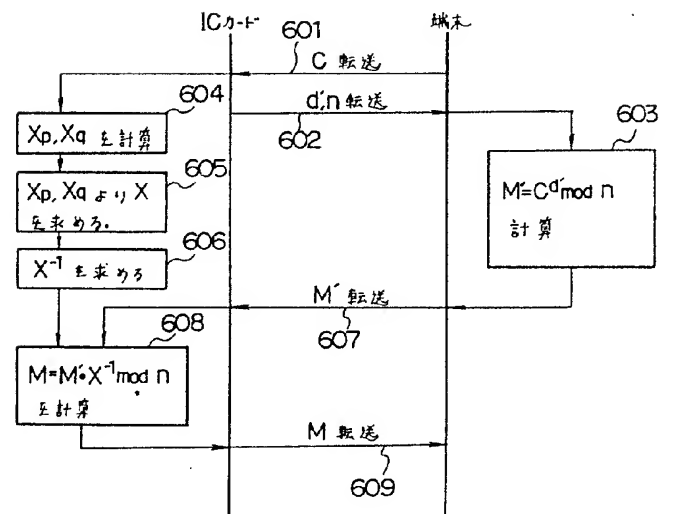 ICカード
端末
601
C 転送
604
d',n 転送
602
603
Xp,Xq を計算
605
Xp,Xq より X
を求める.
M'=C^d' mod n
計算
606
X⁻¹ を求める
M' 転送
607
608
M=M'•X⁻¹ mod n
を計算
M 転送
609